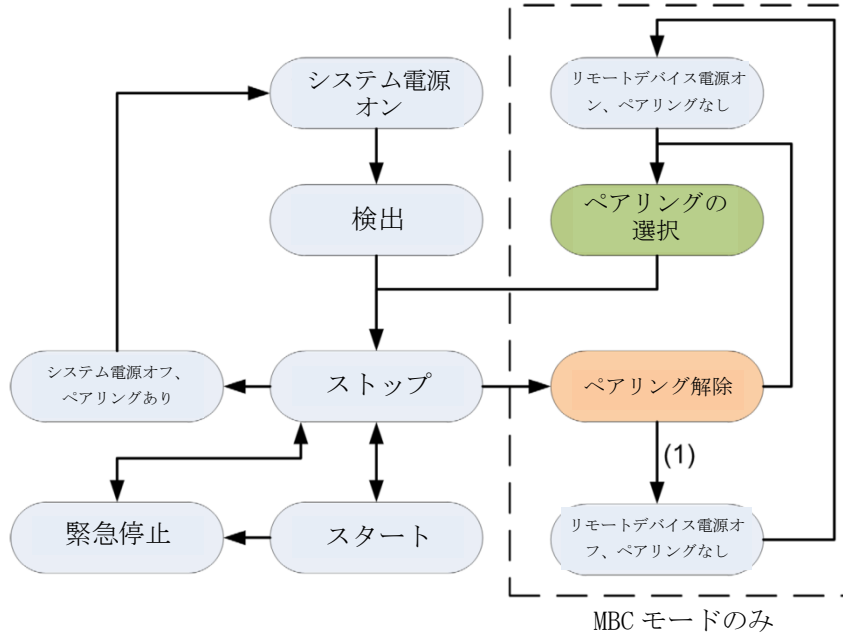 システム電源
オン
リモートデバイス電源オ
ン、ペアリングなし
検出
ペアリングの
選択
システム電源オフ、
ペアリングあり
ストップ
ペアリング解除
(1)
緊急停止
スタート
リモートデバイス電源オ
フ、ペアリングなし
MBC モードのみ